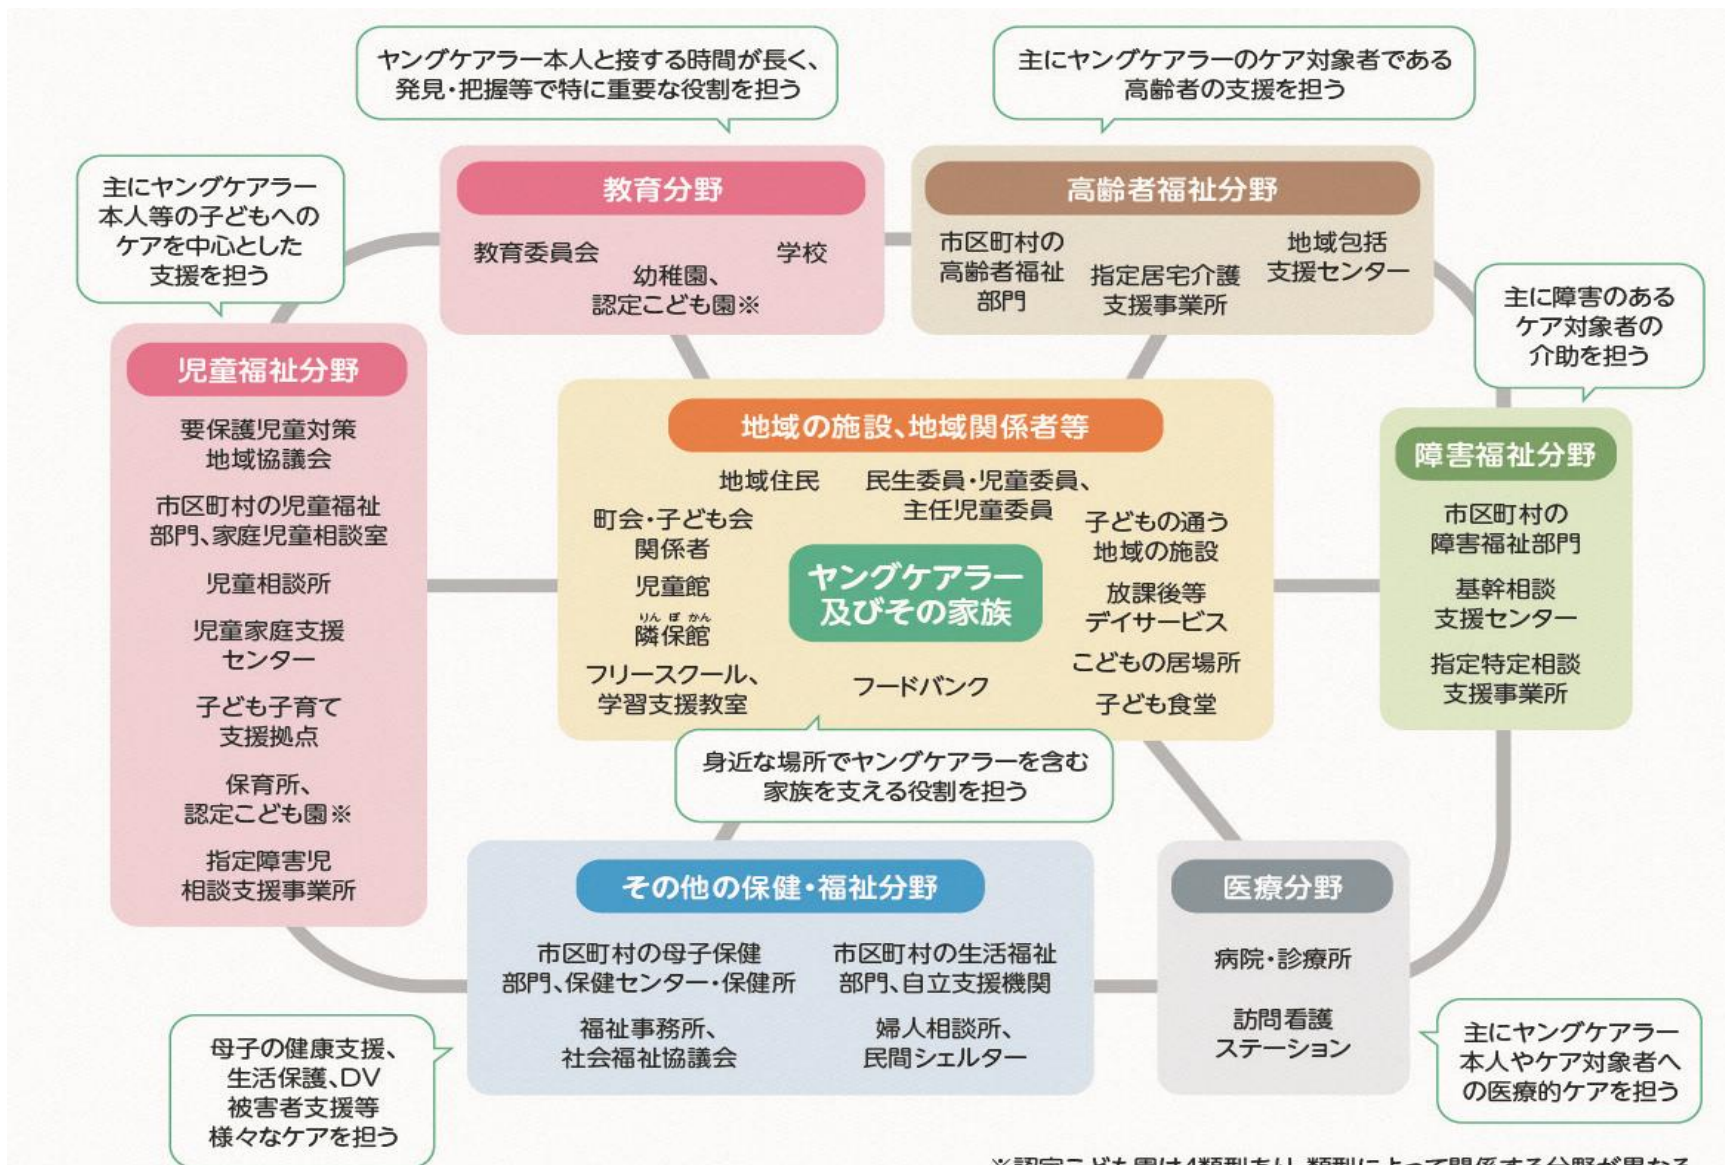 ヤングケアラー本人と接する時間が長く、
発見・把握等で特に重要な役割を担う
主にヤングケアラーのケア対象者である
高齢者の支援を担う
主にヤングケアラー
本人等の子どもへの
ケアを中心とした
支援を担う
教育分野
教育委員会
学校
幼稚園、
認定こども園※
高齢者福祉分野
市区町村の
高齢者福祉
部門
指定居宅介護
支援事業所
地域包括
支援センター
主に障害のある
ケア対象者の
介助を担う
児童福祉分野
要保護児童対策
地域協議会
市区町村の児童福祉
部門、家庭児童相談室
児童相談所
児童家庭支援
センター
子ども子育て
支援拠点
保育所、
認定こども園※
指定障害児
相談支援事業所
地域の施設、地域関係者等
地域住民
民生委員・児童委員、
主任児童委員
町会・子ども会
関係者
児童館
りんぽかん
隣保館
フリースクール、
学習支援教室
ヤングケアラー
及びその家族
フードバンク
子どもの通う
地域の施設
放課後等
デイサービス
こどもの居場所
子ども食堂
身近な場所でヤングケアラーを含む
家族を支える役割を担う
障害福祉分野
市区町村の
障害福祉部門
基幹相談
支援センター
指定特定相談
支援事業所
その他の保健・福祉分野
市区町村の母子保健
部門、保健センター・保健所
市区町村の生活福祉
部門、自立支援機関
福祉事務所、
社会福祉協議会
婦人相談所、
民間シェルター
医療分野
病院・診療所
訪問看護
ステーション
母子の健康支援、
生活保護、DV
被害者支援等
様々なケアを担う
主にヤングケアラー
本人やケア対象者へ
の医療的ケアを担う
※認定こども園は4類型あり、類型によって関係する分野が異なる